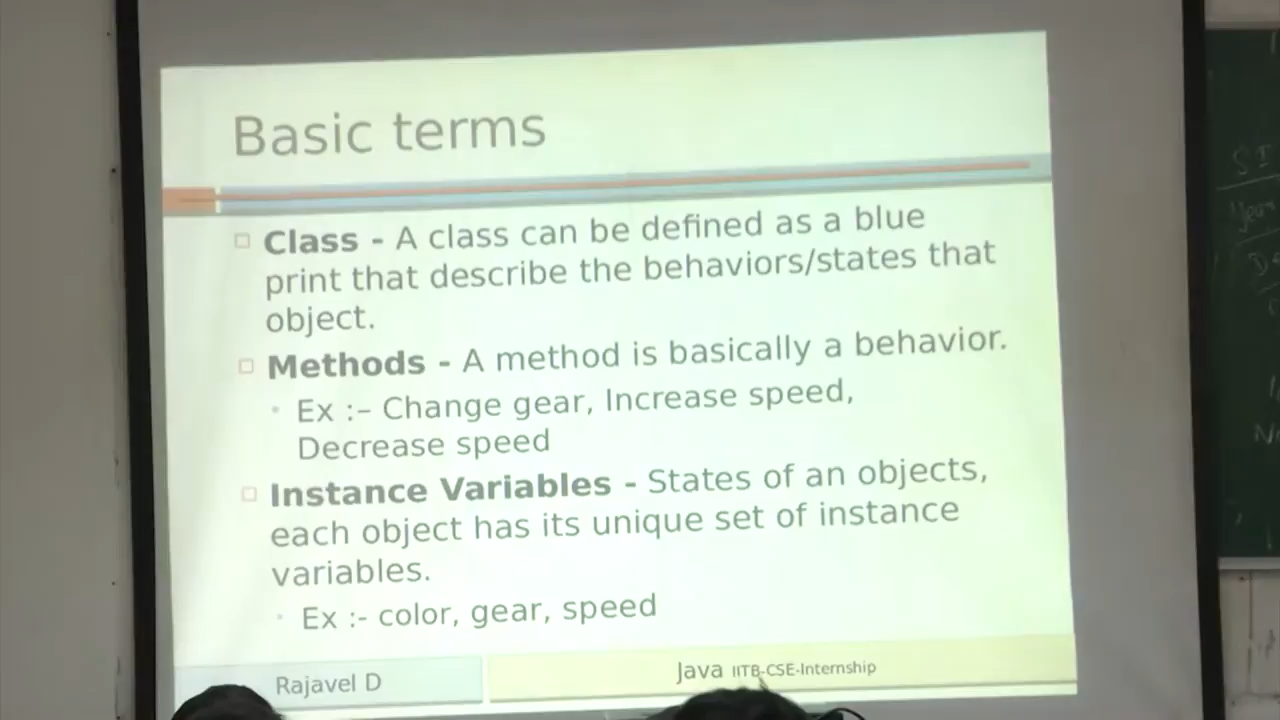 Basic terms
Class - A class can be defined as a blue
print that describe the behaviors/states that
object.
Methods - A method is basically a behavior.
Ex :– Change gear, Increase speed,
Decrease speed
Instance Variables - States of an objects,
each object has its unique set of instance
variables.
Ex :- color, gear, speed
Rajavel D
Java IITB-CSE-Internship